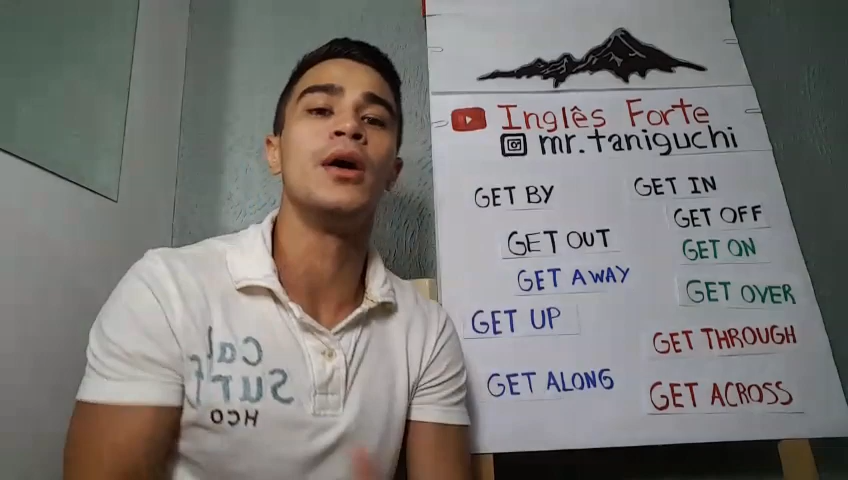 Inglês Forte
mr.taniguchi
GET BY
GET IN
GET OFF
GET OUT
GET ON
GET AWAY
GET OVER
GET UP
GET THROUGH
GET ALONG
GET ACROSS
Cal
Surf
HCO